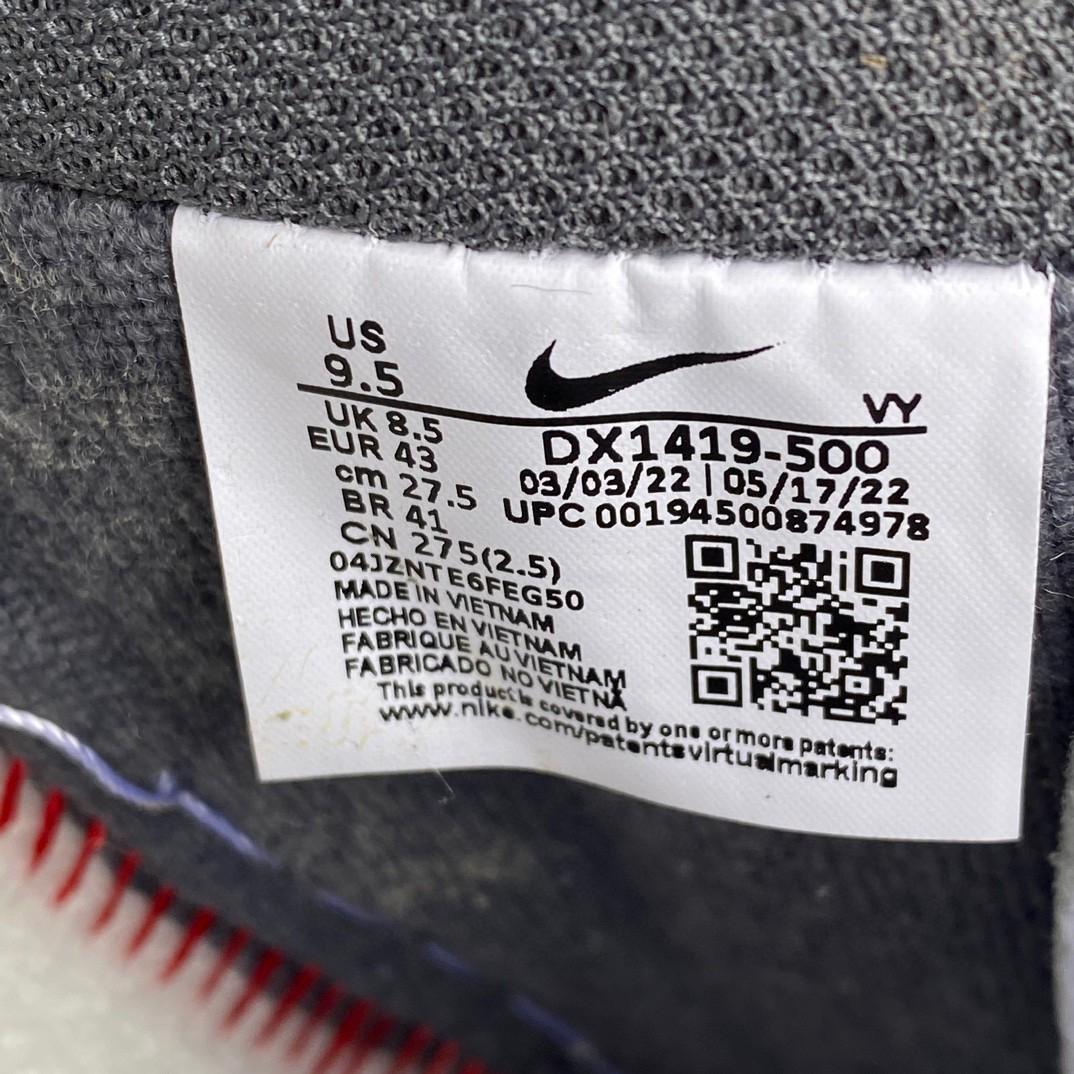 US
9.5
VY
UK 8.5
EUR 43
cm 27.5
BR 41
CN 275(2.5)
DX1419-500
03/03/22 | 05/17/22
UPC 00194500874978
04JZNTE6FEG50
MADE IN VIETNAM
HECHO EN VIETNAM
FABRIQUE AU VIETNAM
FABRICADO NO VIETNÃ
This product is covered by one or more patents:
www.nike.com/patentsvirtualmarking